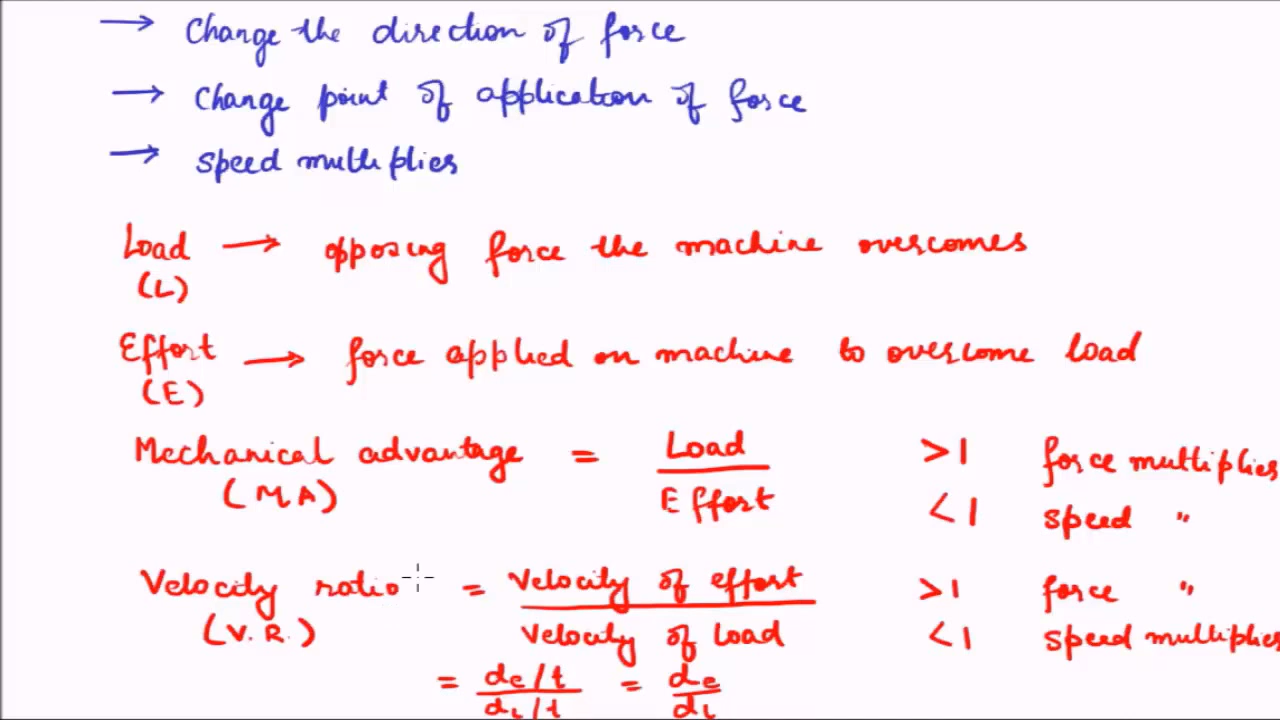 → Change the direction of force
→ Change point of application of force
→ speed multiplies
Load → opposing force the machine overcomes
(L)
Effort → force applied on machine to overcome load
(E)
Mechanical advantage = Load / Effort >1 force multiplies
(MA) <1 speed "
Velocity ratio = Velocity of effort / Velocity of load >1 force "
(V.R.) <1 speed multiplies
= de/t / dL/t = de / dL